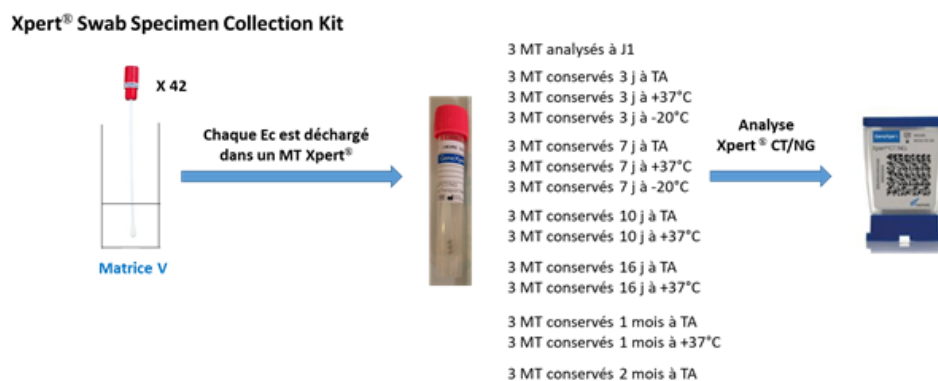 Xpert® Swab Specimen Collection Kit
X 42
Matrice V
Chaque Ec est déchargé
dans un MT Xpert®
3 MT analysés à J1
3 MT conservés 3 j à TA
3 MT conservés 3 j à +37°C
3 MT conservés 3 j à -20°C
3 MT conservés 7 j à TA
3 MT conservés 7 j à +37°C
3 MT conservés 7 j à -20°C
3 MT conservés 10 j à TA
3 MT conservés 10 j à +37°C
3 MT conservés 16 j à TA
3 MT conservés 16 j à +37°C
3 MT conservés 1 mois à TA
3 MT conservés 1 mois à +37°C
3 MT conservés 2 mois à TA
Analyse
Xpert® CT/NG